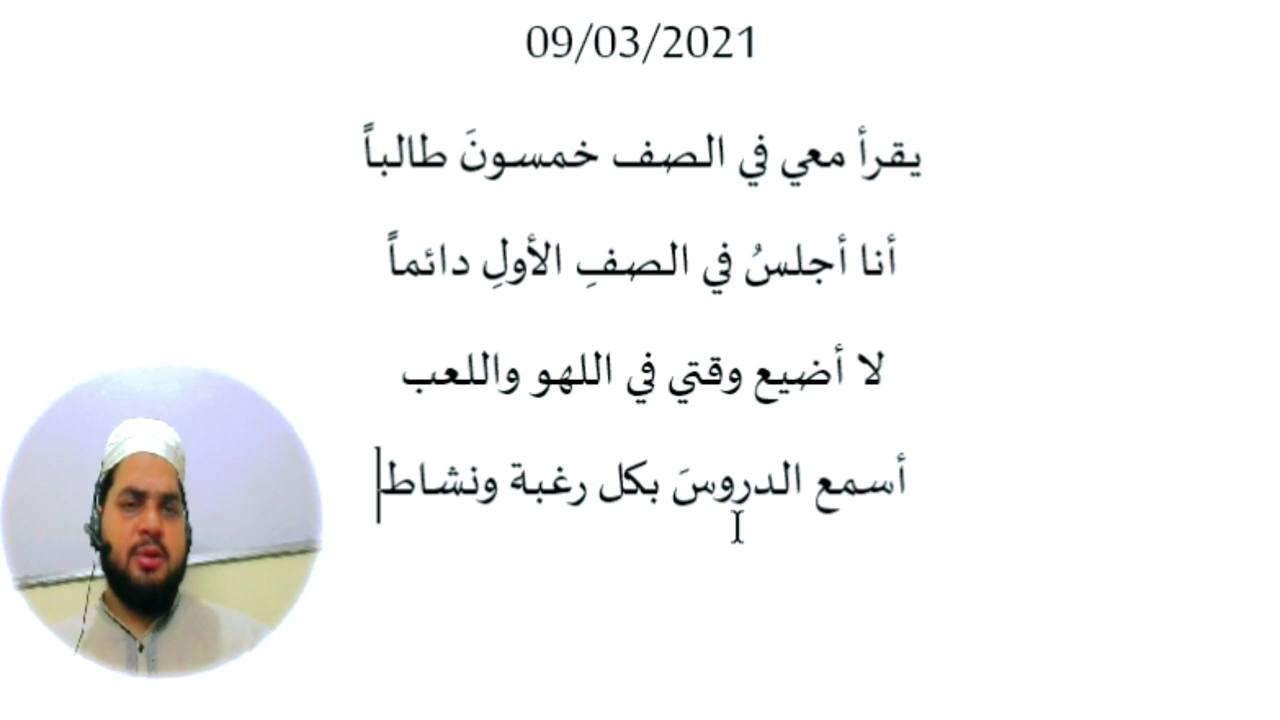 09/03/2021
يقرأ معي في الصف خمسونَ طالباً
أنا أجلسُ في الصفِ الأولِ دائماً
لا أضيع وقتي في اللهو واللعب
أسمع الدروسَ بكل رغبة ونشاط